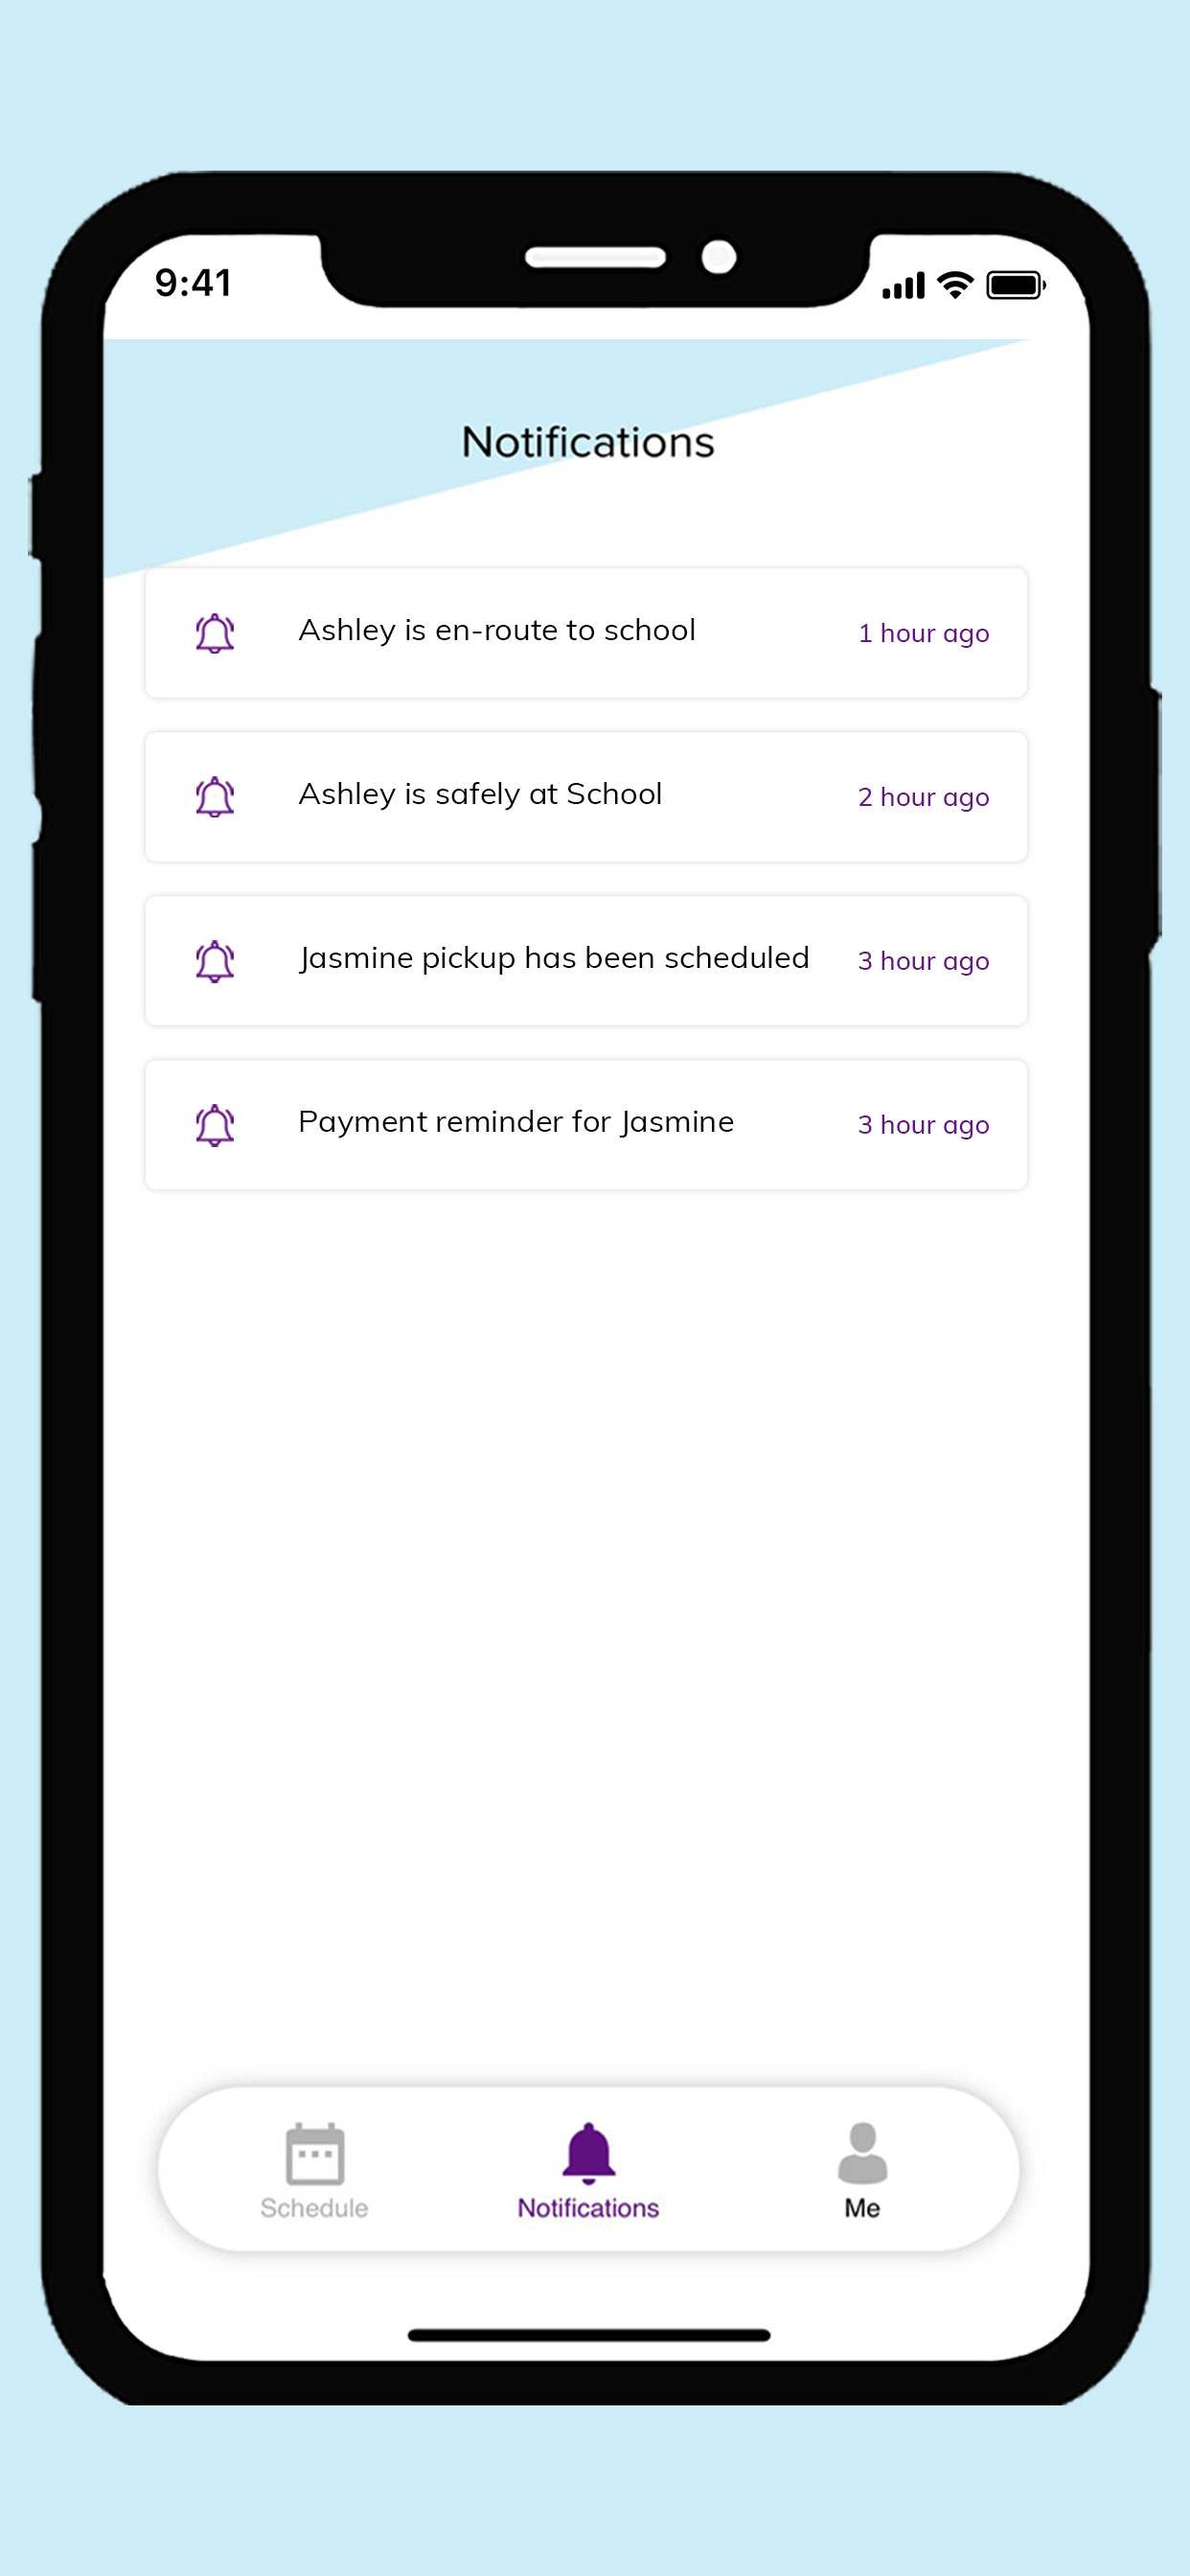 9:41
Notifications
Ashley is en-route to school
1 hour ago
Ashley is safely at School
2 hour ago
Jasmine pickup has been scheduled
3 hour ago
Payment reminder for Jasmine
3 hour ago
Schedule
Notifications
Me